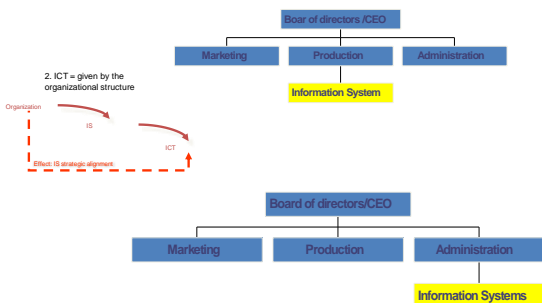 Boar of directors /CEO
Marketing
Production
Administration
Information System
2. ICT = given by the
organizational structure
Organization
IS
ICT
Effect: IS strategic alignment
Board of directors/CEO
Marketing
Production
Administration
Information Systems